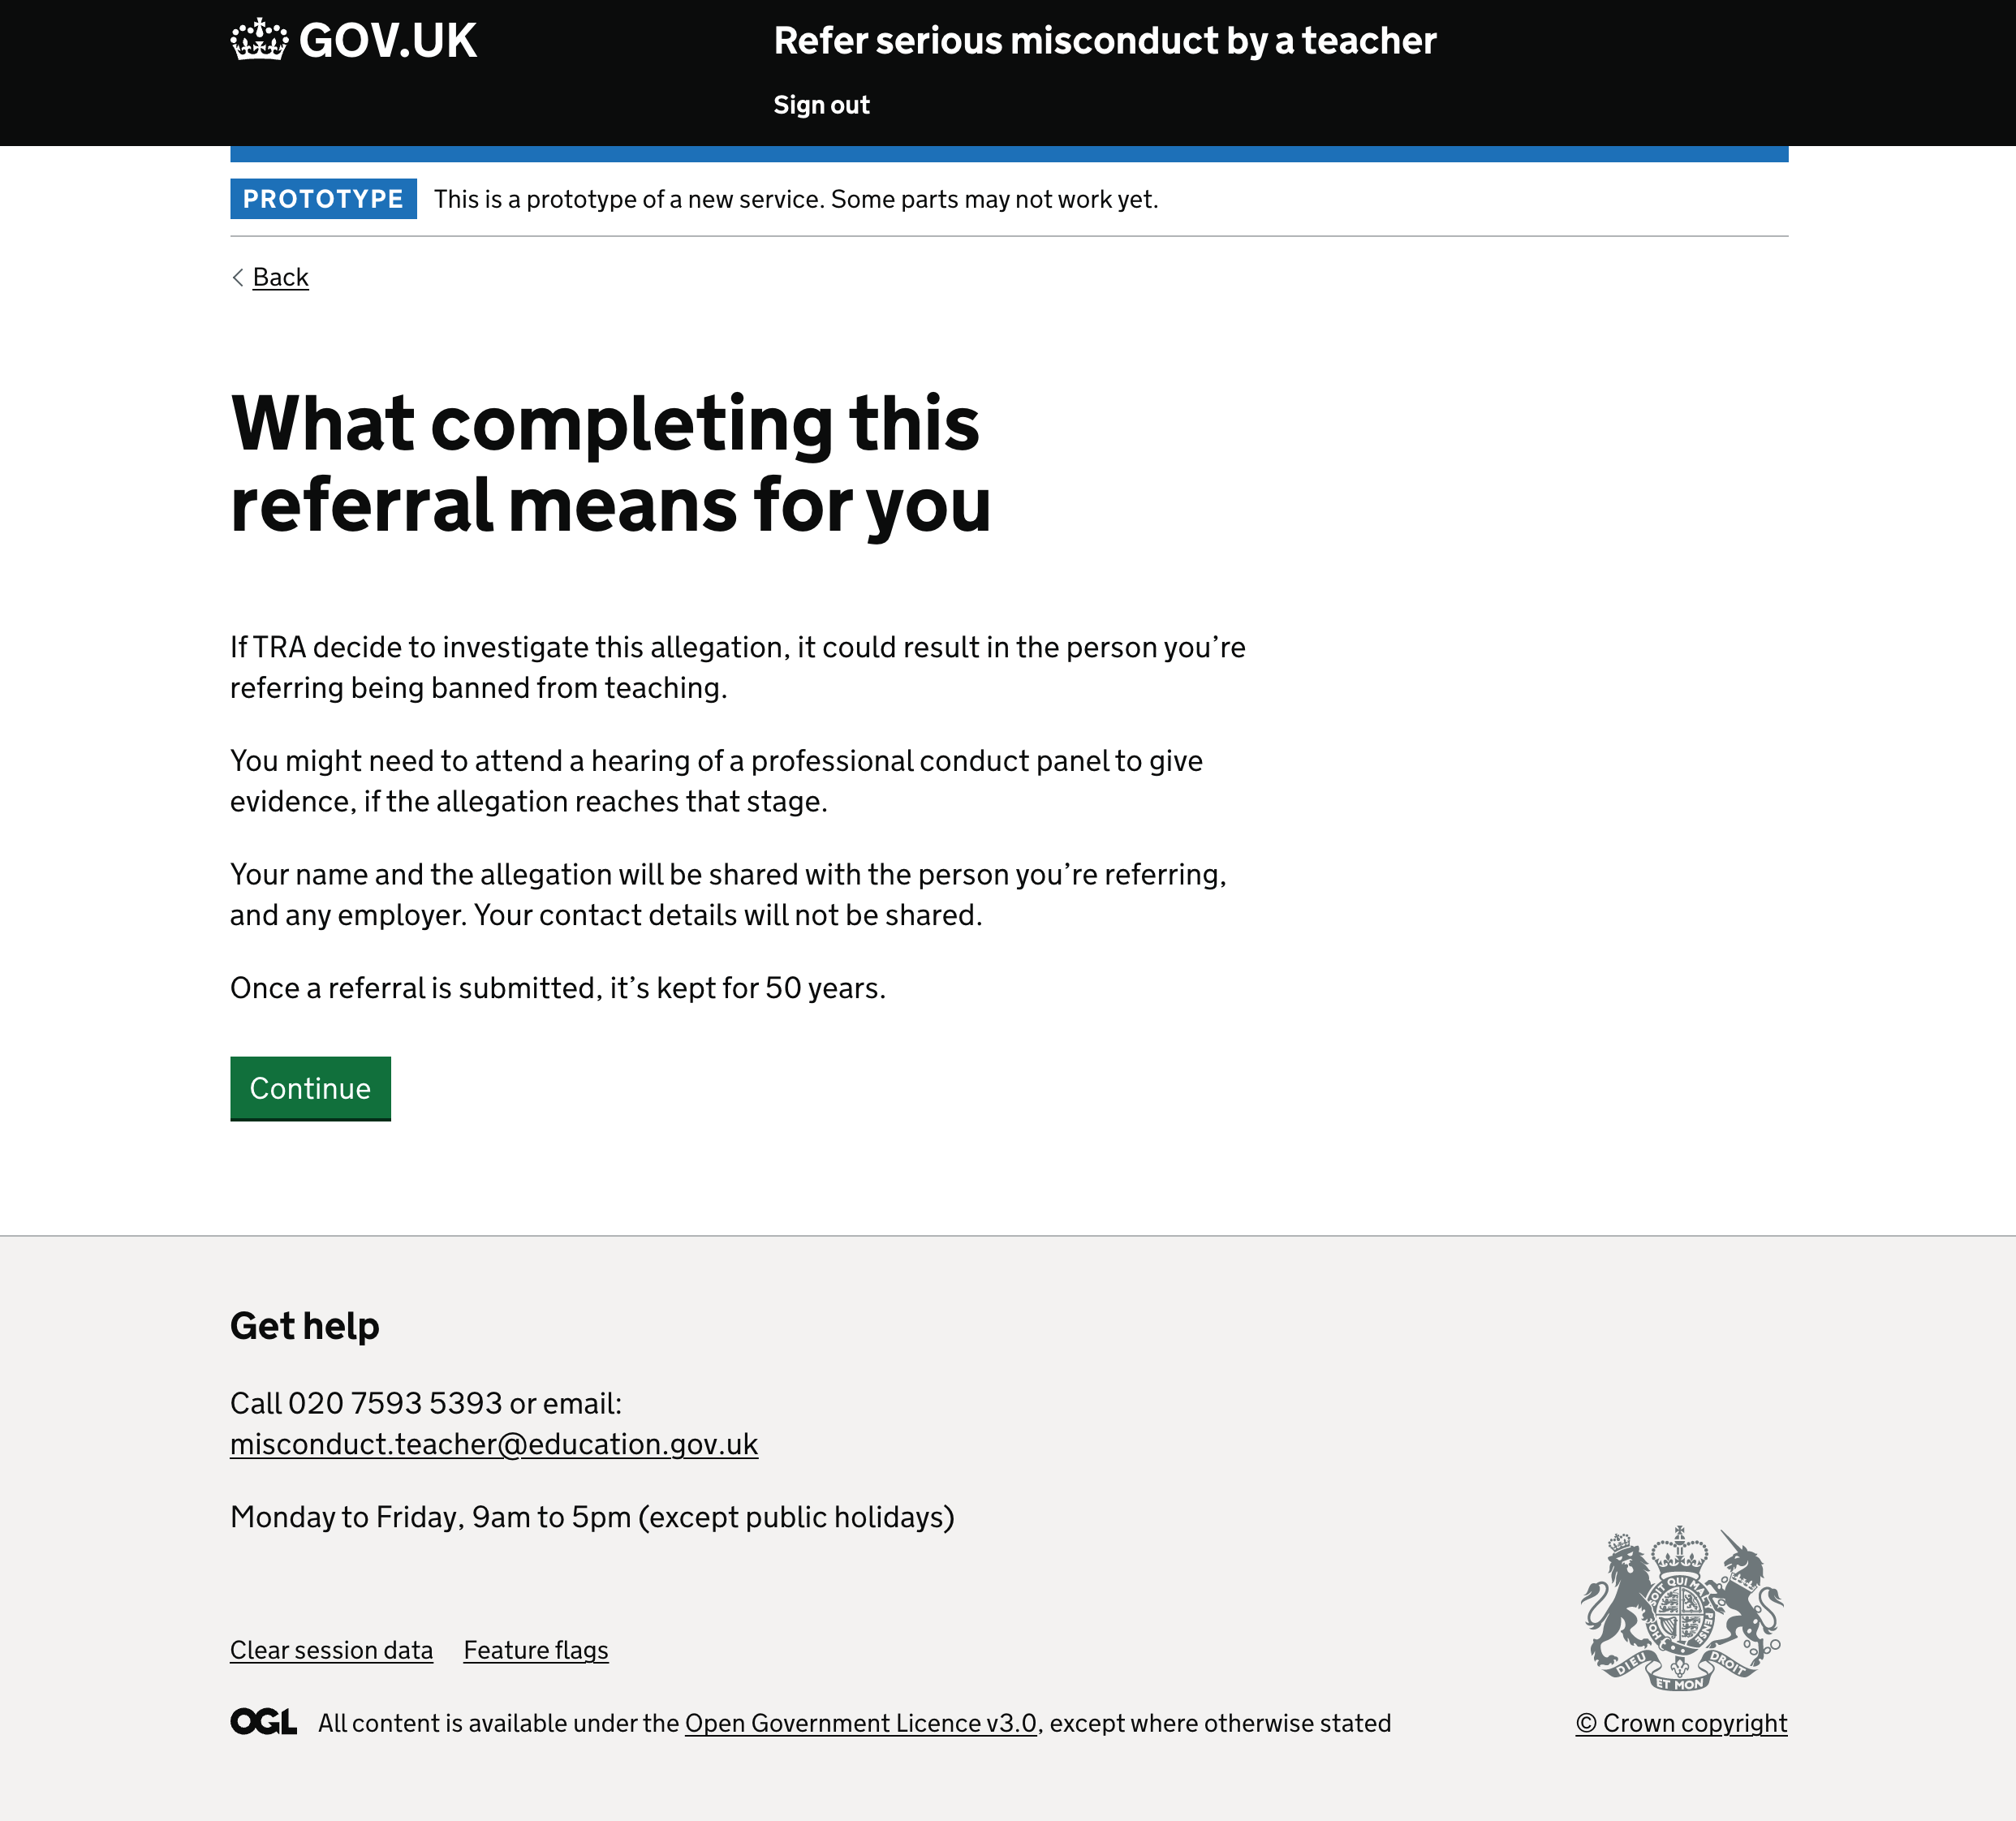 GOV.UK
Refer serious misconduct by a teacher
Sign out
PROTOTYPE
This is a prototype of a new service. Some parts may not work yet.
Back
What completing this
referral means for you
If TRA decide to investigate this allegation, it could result in the person you’re
referring being banned from teaching.
You might need to attend a hearing of a professional conduct panel to give
evidence, if the allegation reaches that stage.
Your name and the allegation will be shared with the person you’re referring,
and any employer. Your contact details will not be shared.
Once a referral is submitted, it’s kept for 50 years.
Continue
Get help
Call 020 7593 5393 or email:
misconduct.teacher@education.gov.uk
Monday to Friday, 9am to 5pm (except public holidays)
Clear session data
Feature flags
OGL
All content is available under the Open Government Licence v3.0, except where otherwise stated
SOIT QUI MAL
PENSE
DIEU
ET MON
DROIT
© Crown copyright